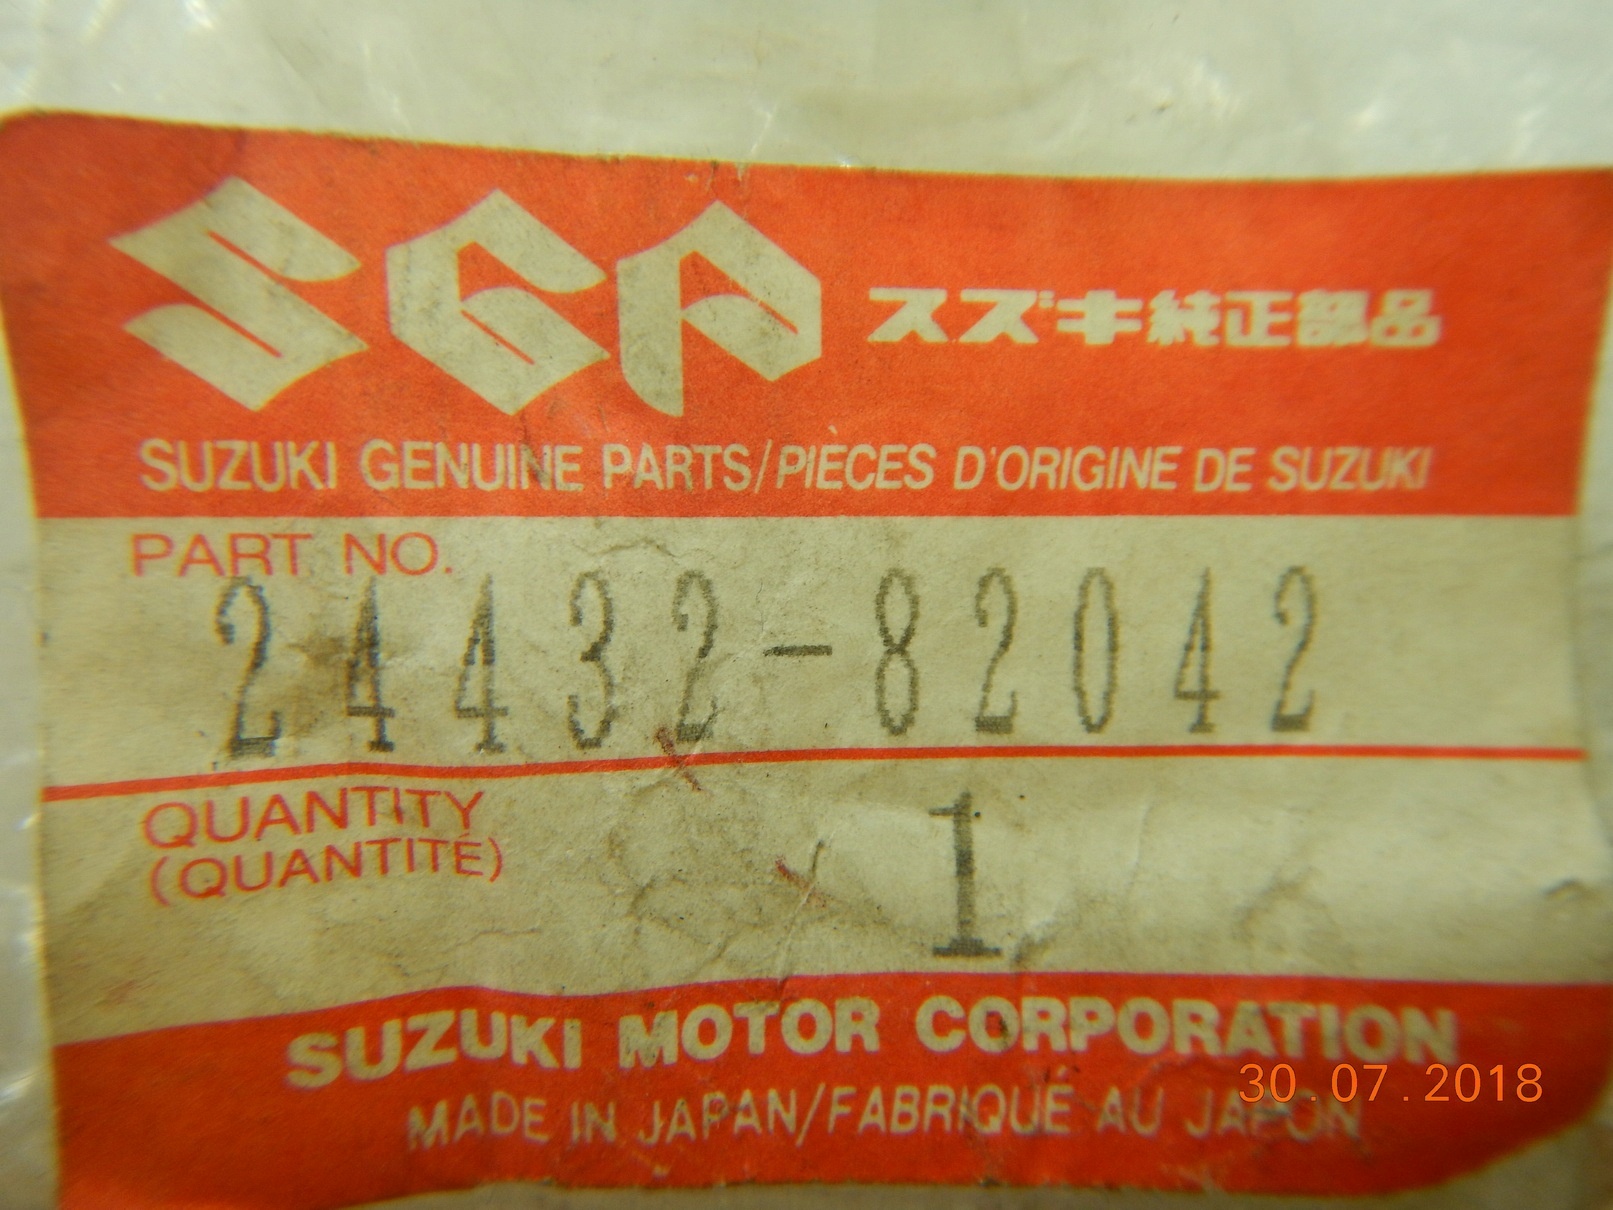 SGP スズキ純正部品
SUZUKI GENUINE PARTS/PIÈCES D'ORIGINE DE SUZUKI
PART NO.
24432-82042
QUANTITY
(QUANTITÉ)
1
SUZUKI MOTOR CORPORATION
MADE IN JAPAN/FABRIQUÉ AU JAPON
30.07.2018